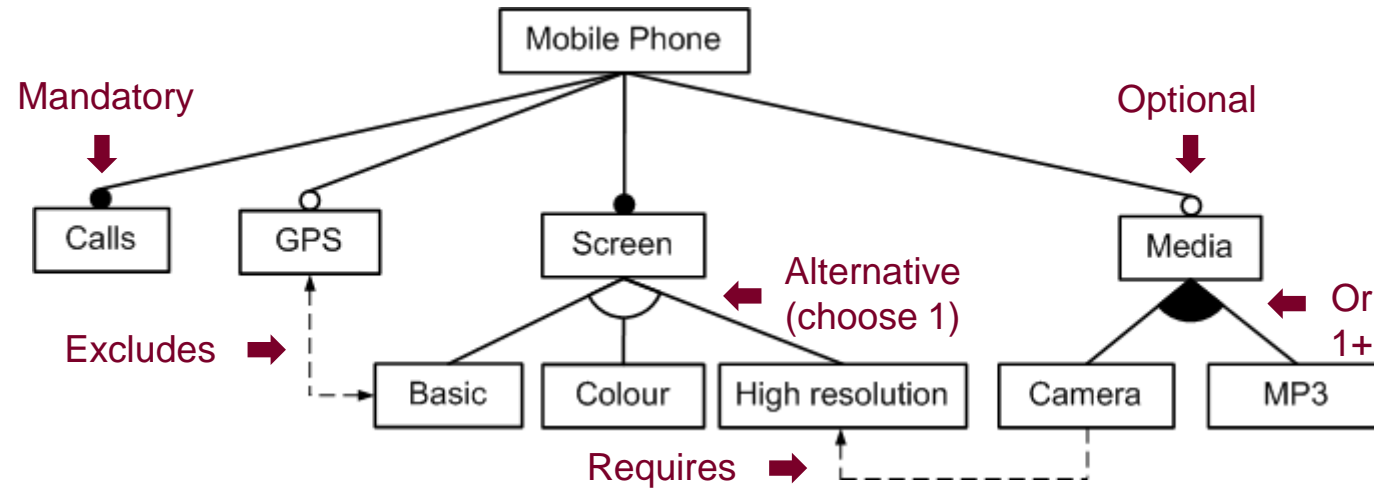 Mobile Phone
Mandatory
Optional
Calls
GPS
Screen
Media
Alternative
(choose 1)
Or
1+
Excludes
Basic
Colour
High resolution
Camera
MP3
Requires